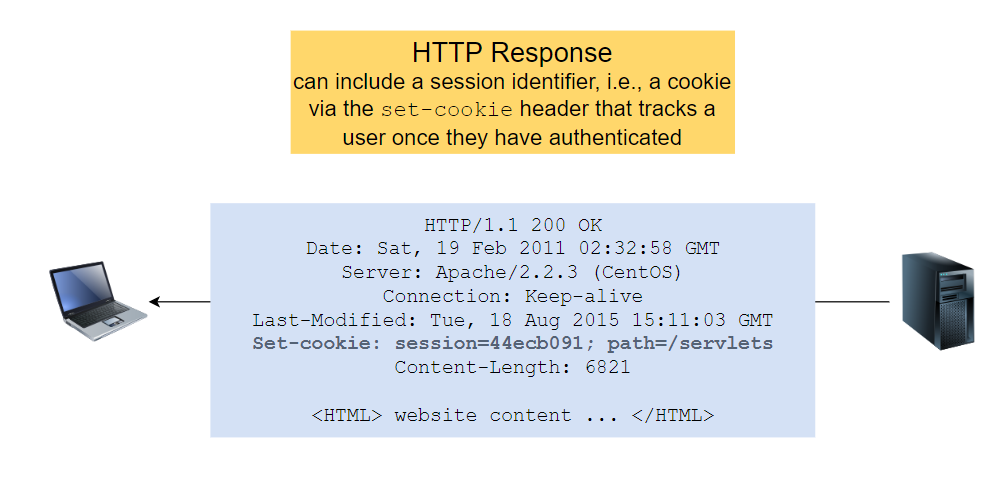 HTTP Response
can include a session identifier, i.e., a cookie
via the set-cookie header that tracks a
user once they have authenticated
HTTP/1.1 200 OK
Date: Sat, 19 Feb 2011 02:32:58 GMT
Server: Apache/2.2.3 (CentOS)
Connection: Keep-alive
Last-Modified: Tue, 18 Aug 2015 15:11:03 GMT
Set-cookie: session=44ecb091; path=/servlets
Content-Length: 6821
<HTML> website content ... </HTML>